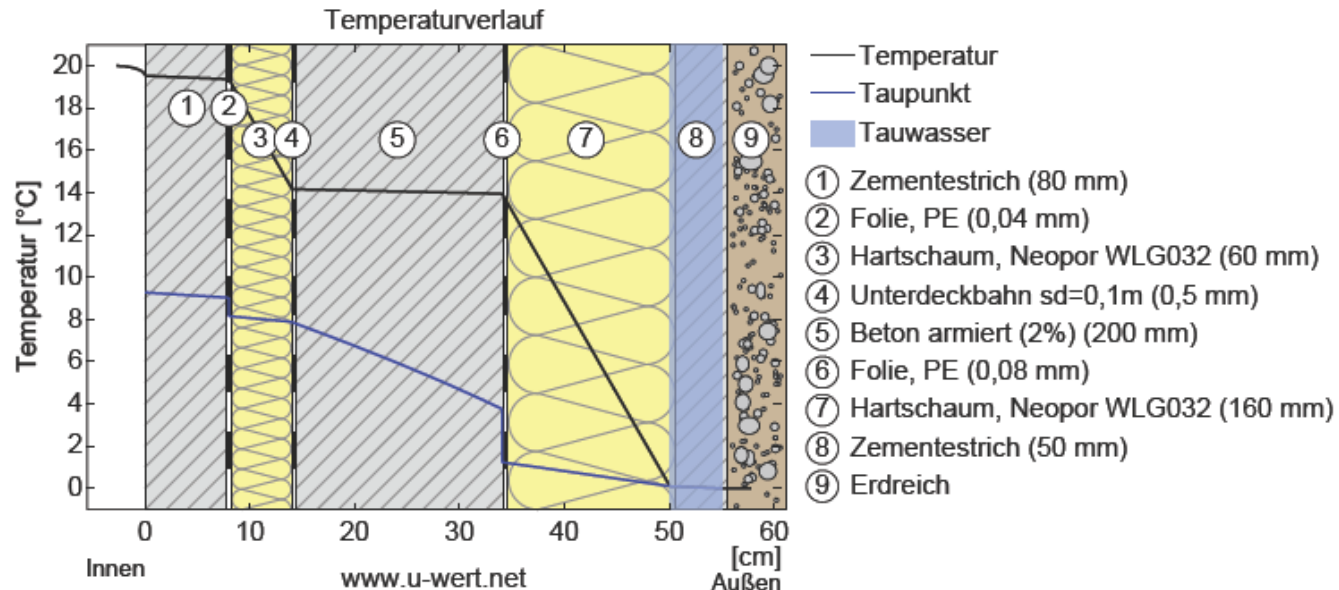 Temperaturverlauf
Temperatur [°C]
20
18
16
14
12
10
8
6
4
2
0
1
2
3
4
5
6
7
8
9
0
10
20
30
40
50
60
[cm]
Innen
www.u-wert.net
Außen
Temperatur
Taupunkt
Tauwasser
1 Zementestrich (80 mm)
2 Folie, PE (0,04 mm)
3 Hartschaum, Neopor WLG032 (60 mm)
4 Unterdeckbahn sd=0,1m (0,5 mm)
5 Beton armiert (2%) (200 mm)
6 Folie, PE (0,08 mm)
7 Hartschaum, Neopor WLG032 (160 mm)
8 Zementestrich (50 mm)
9 Erdreich